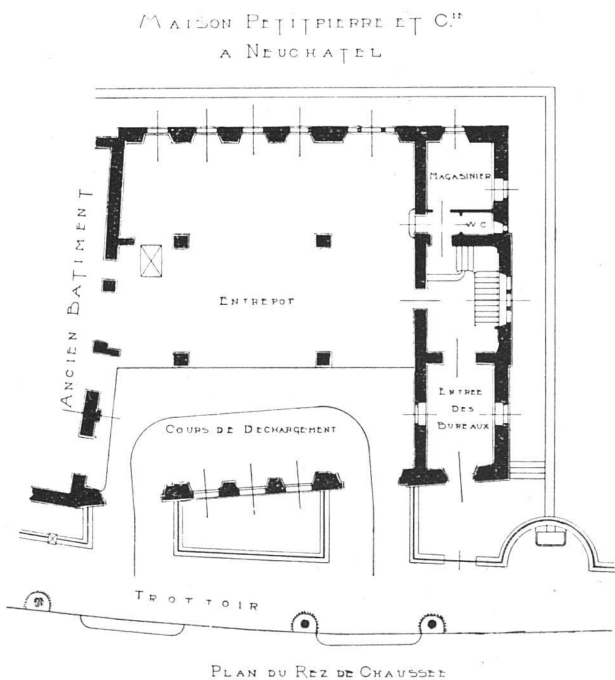 MAISON PETITPIERRE ET C.IE
A NEUCHATEL
MAGASINIER
W.C
ANCIEN BATIMENT
ENTREPOT
ENTREE
DES
BUREAUX
COURS DE DECHARGEMENT
TROTTOIR
PLAN DU REZ DE CHAUSSEE